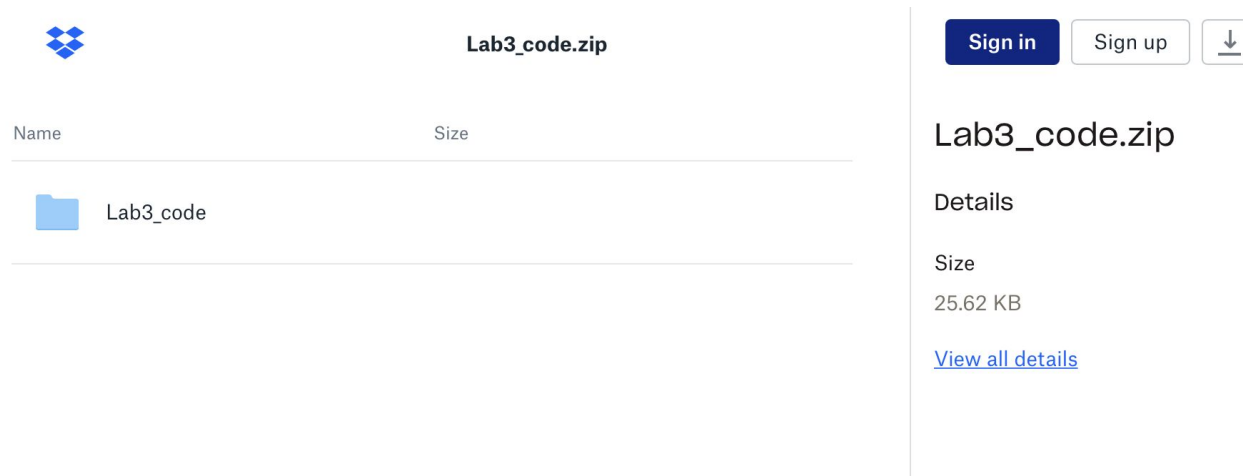 Lab3_code.zip
Sign in
Sign up
Name
Size
Lab3_code
Lab3_code.zip
Details
Size
25.62 KB
View all details